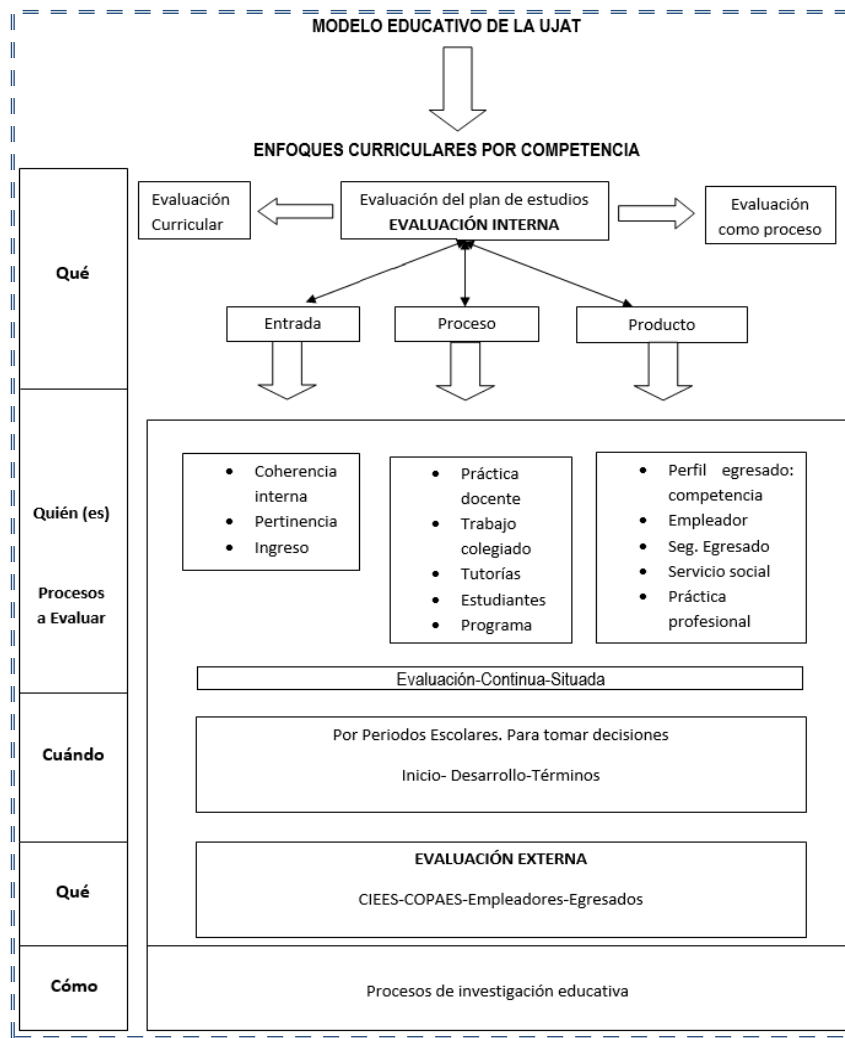 MODELO EDUCATIVO DE LA UJAT
ENFOQUES CURRICULARES POR COMPETENCIA
Qué
Evaluación
Curricular
Evaluación del plan de estudios
EVALUACIÓN INTERNA
Evaluación
como proceso
Entrada
Proceso
Producto
Quién (es)
Procesos
a Evaluar
• Coherencia
interna
• Pertinencia
• Ingreso
• Práctica
docente
• Trabajo
colegiado
• Tutorías
• Estudiantes
• Programa
• Perfil egresado:
competencia
• Empleador
• Seg. Egresado
• Servicio social
• Práctica
profesional
Evaluación-Continua-Situada
Cuándo
Por Periodos Escolares. Para tomar decisiones
Inicio- Desarrollo-Términos
Qué
EVALUACIÓN EXTERNA
CIEES-COPAES-Empleadores-Egresados
Cómo
Procesos de investigación educativa